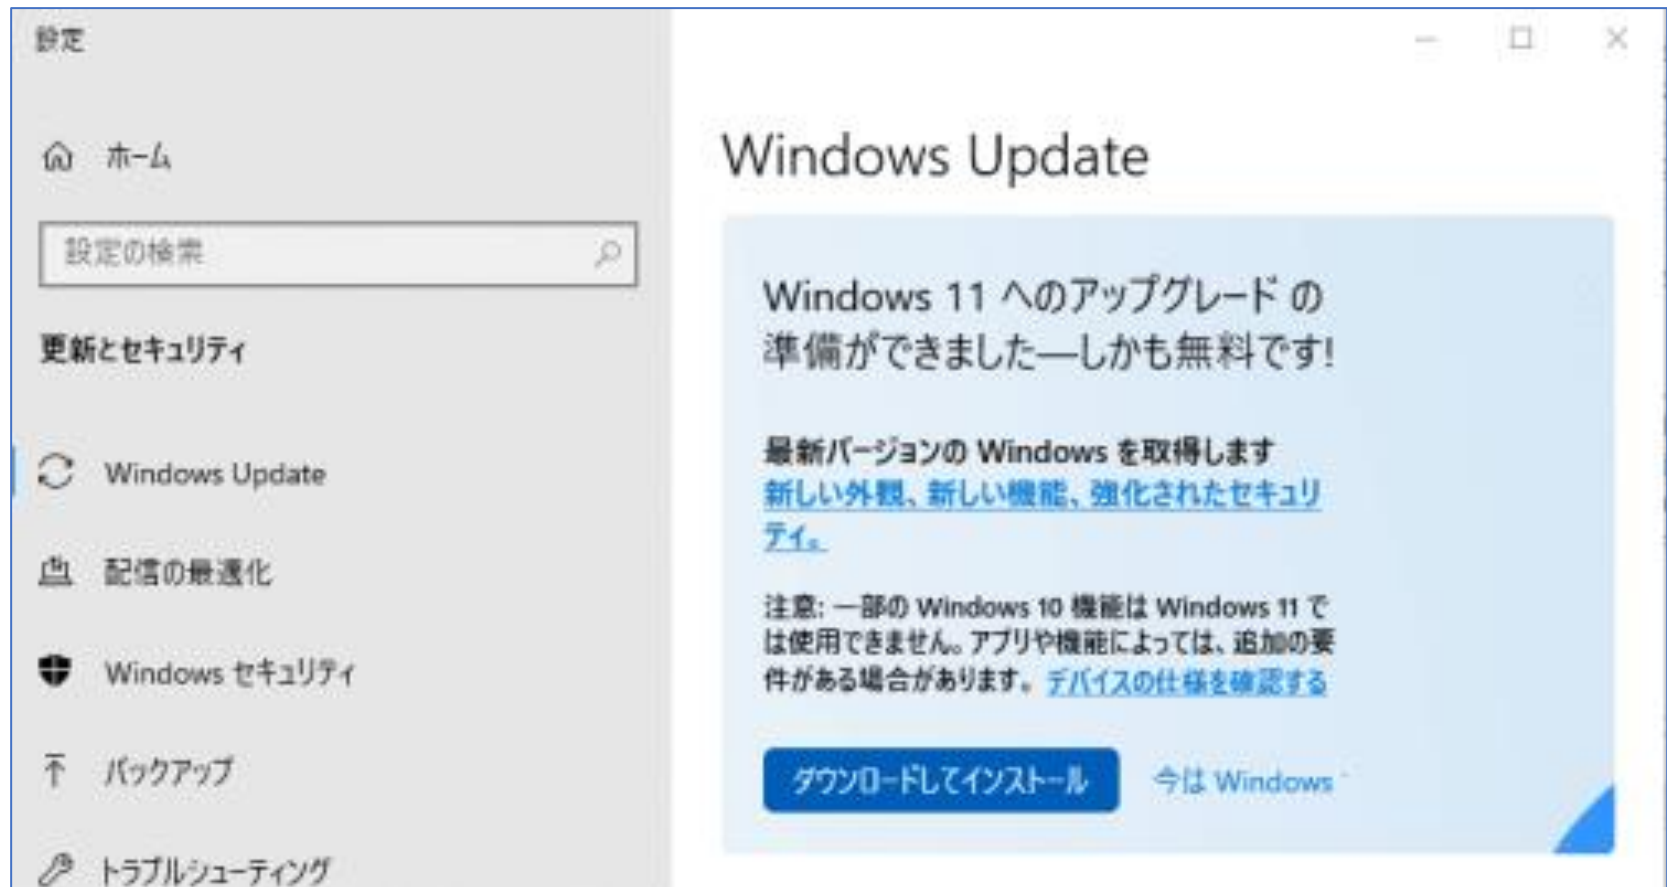 設定
ホーム
設定の検索
更新とセキュリティ
Windows Update
配信の最適化
Windows セキュリティ
バックアップ
トラブルシューティング
Windows Update
Windows 11 へのアップグレード の
準備ができました—しかも無料です!
最新バージョンの Windows を取得します
新しい外観、新しい機能、強化されたセキュリ
ティ。
注意: 一部の Windows 10 機能は Windows 11 で
は使用できません。アプリや機能によっては、追加の要
件がある場合があります。 デバイスの仕様を確認する
ダウンロードしてインストール
今は Windows